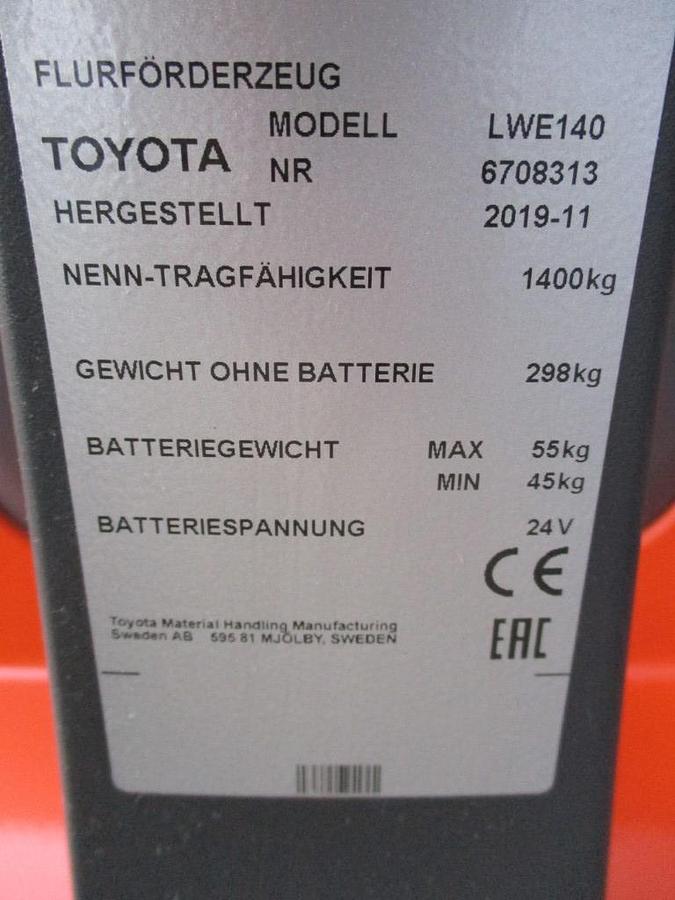 FLURFÖRDERZEUG
MODELL LWE140
TOYOTA
NR 6708313
HERGESTELLT 2019-11
NENN-TRAGFÄHIGKEIT 1400kg
GEWICHT OHNE BATTERIE 298kg
BATTERIEGEWICHT MAX 55kg
MIN 45kg
BATTERIESPANNUNG 24V
CE
Toyota Material Handling Manufacturing
Sweden AB 595 81 MJÖLBY, SWEDEN
EAC